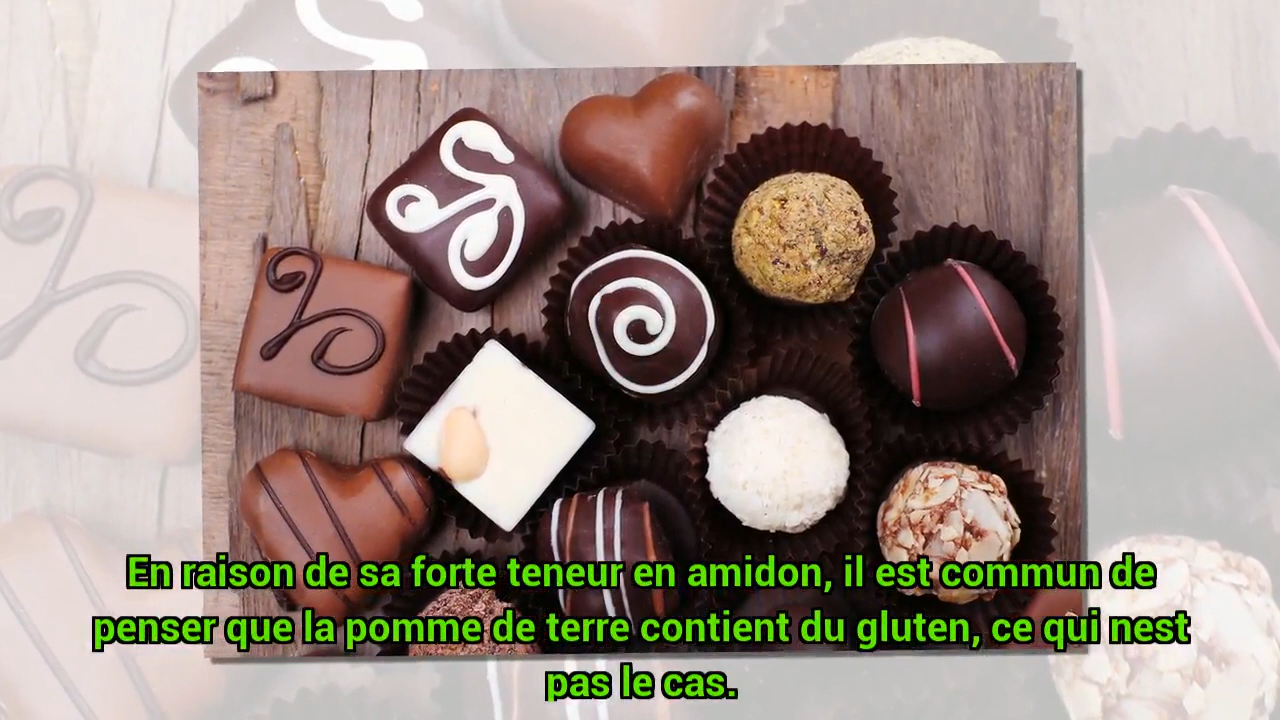 En raison de sa forte teneur en amidon, il est commun de
penser que la pomme de terre contient du gluten, ce qui nest
pas le cas.